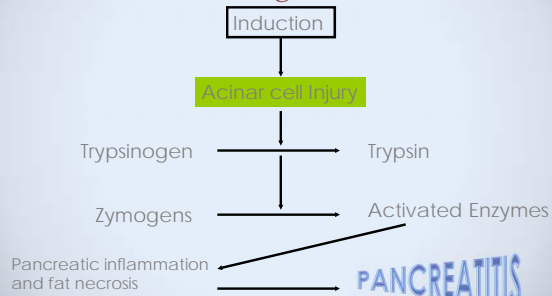 Induction
Acinar cell Injury
Trypsinogen
Trypsin
Zymogens
Activated Enzymes
Pancreatic inflammation
and fat necrosis
PANCREATITIS